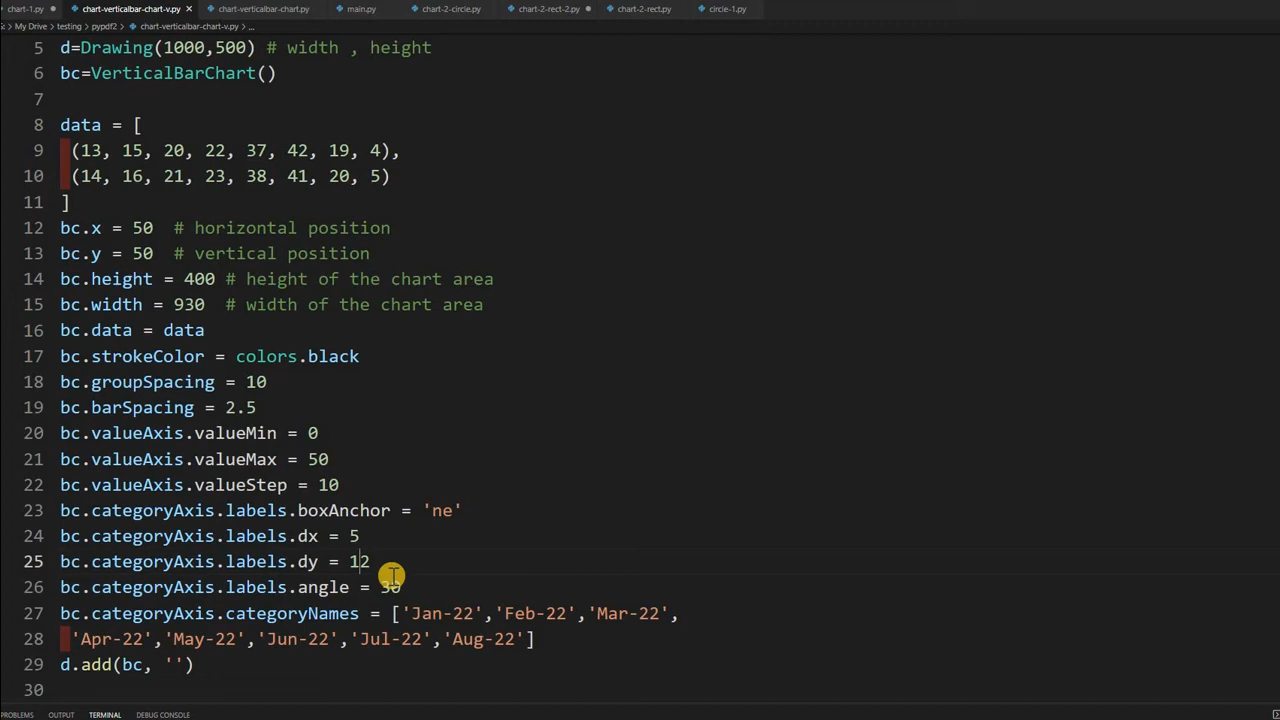 chart-1.py
chart-verticalbar-chart-v.py ×
chart-verticalbar-chart.py
main.py
chart-2-circle.py
chart-2-rect-2.py
chart-2-rect.py
circle-1.py
s: > My Drive > testing > pypdf2 > chart-verticalbar-chart-v.py > ...
5 d=Drawing(1000,500) # width , height
6 bc=VerticalBarChart()
7
8 data = [
9 (13, 15, 20, 22, 37, 42, 19, 4),
10 (14, 16, 21, 23, 38, 41, 20, 5)
11 ]
12 bc.x = 50 # horizontal position
13 bc.y = 50 # vertical position
14 bc.height = 400 # height of the chart area
15 bc.width = 930 # width of the chart area
16 bc.data = data
17 bc.strokeColor = colors.black
18 bc.groupSpacing = 10
19 bc.barSpacing = 2.5
20 bc.valueAxis.valueMin = 0
21 bc.valueAxis.valueMax = 50
22 bc.valueAxis.valueStep = 10
23 bc.categoryAxis.labels.boxAnchor = 'ne'
24 bc.categoryAxis.labels.dx = 5
25 bc.categoryAxis.labels.dy = 12
26 bc.categoryAxis.labels.angle = 30
27 bc.categoryAxis.categoryNames = ['Jan-22','Feb-22','Mar-22',
28 'Apr-22','May-22','Jun-22','Jul-22','Aug-22']
29 d.add(bc, '')
30
PROBLEMS OUTPUT TERMINAL DEBUG CONSOLE